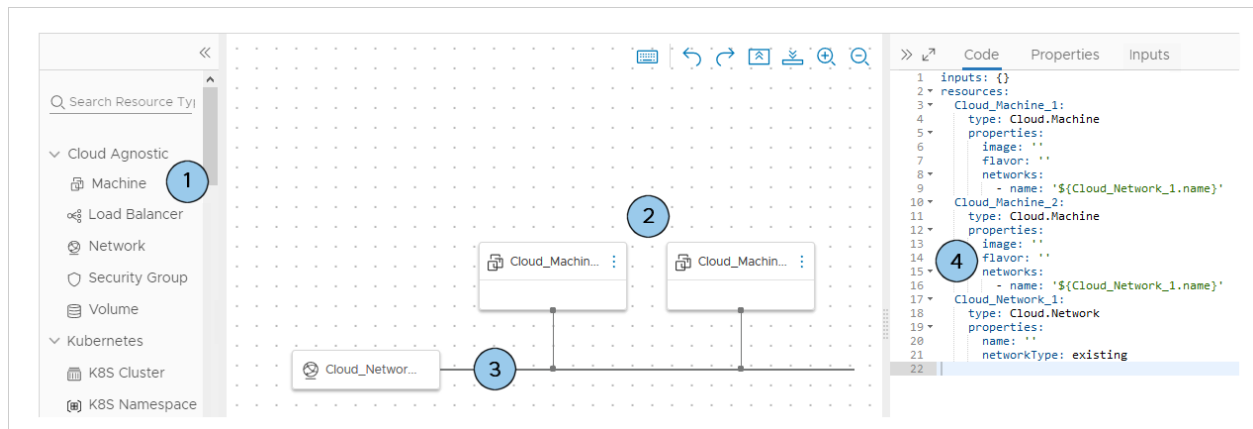 Search Resource Ty
Cloud Agnostic
Machine
1
Load Balancer
Network
Security Group
Volume
Kubernetes
K8S Cluster
K8S Namespace
2
Cloud_Machin...
Cloud_Machin...
Cloud_Networ...
3
Code Properties Inputs
1 inputs: {}
2 resources:
3 Cloud_Machine_1:
4 type: Cloud.Machine
5 properties:
6 image: ''
7 flavor: ''
8 networks:
9 - name: '${Cloud_Network_1.name}'
10 Cloud_Machine_2:
11 type: Cloud.Machine
12 properties:
13 image: ''
14 flavor: ''
15 networks:
16 - name: '${Cloud_Network_1.name}'
17 Cloud_Network_1:
18 type: Cloud.Network
19 properties:
20 name: ''
21 networkType: existing
22
4